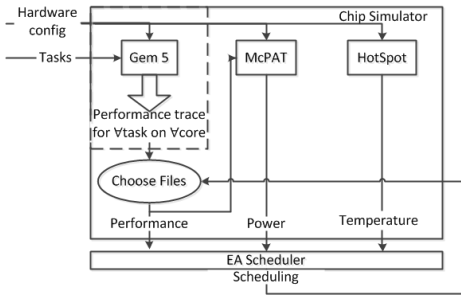 Hardware
config
Chip Simulator
Tasks
Gem 5
McPAT
HotSpot
Performance trace
for ∀task on ∀core
Choose Files
Performance
Power
Temperature
EA Scheduler
Scheduling